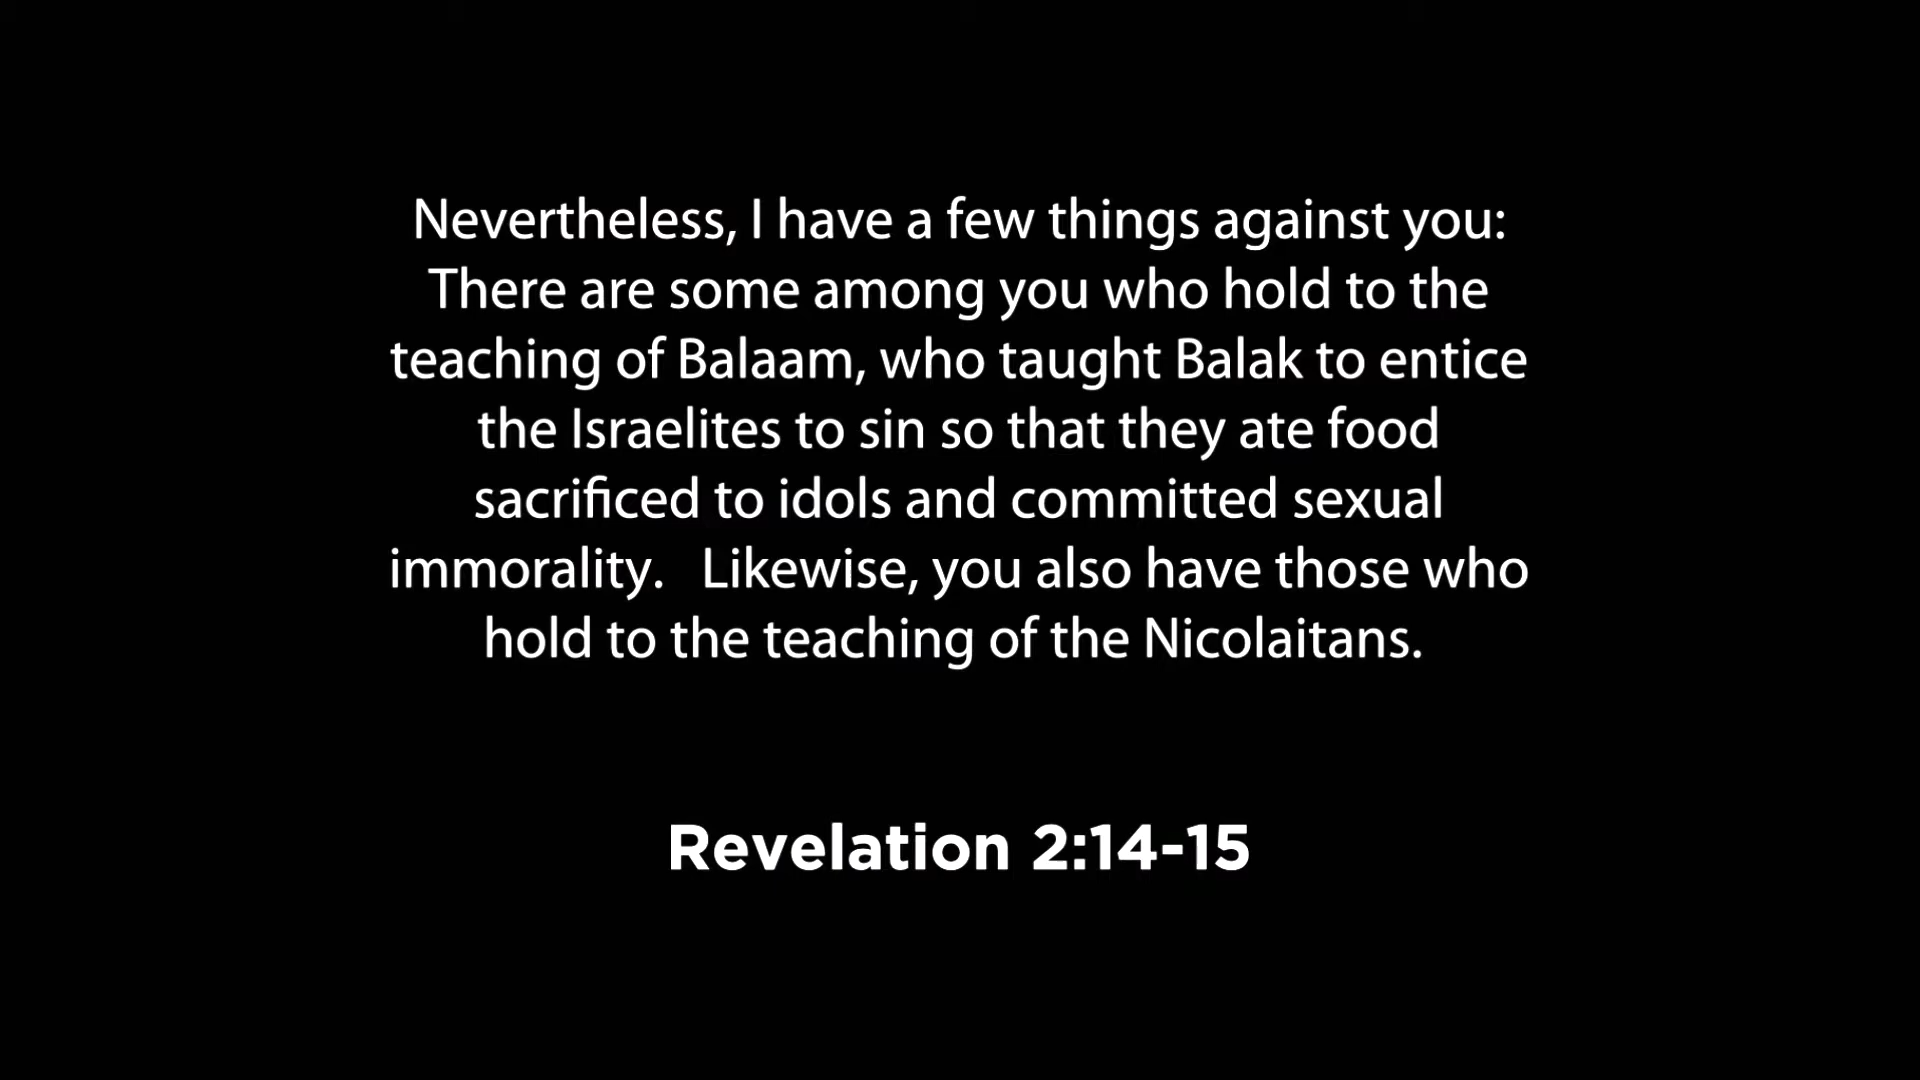 Nevertheless, I have a few things against you:
There are some among you who hold to the
teaching of Balaam, who taught Balak to entice
the Israelites to sin so that they ate food
sacrificed to idols and committed sexual
immorality.   Likewise, you also have those who
hold to the teaching of the Nicolaitans.
Revelation 2:14-15